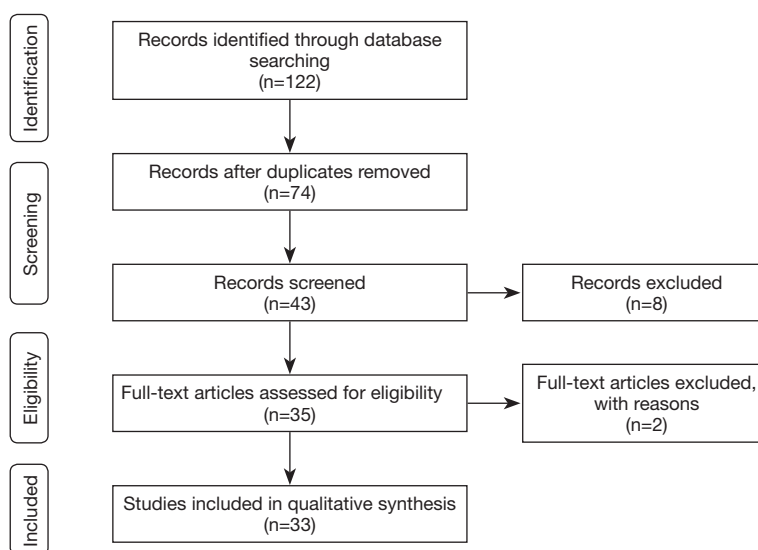 Identification
Records identified through database
searching
(n=122)
Screening
Records after duplicates removed
(n=74)
Records screened
(n=43)
Records excluded
(n=8)
Eligibility
Full-text articles assessed for eligibility
(n=35)
Full-text articles excluded,
with reasons
(n=2)
Included
Studies included in qualitative synthesis
(n=33)